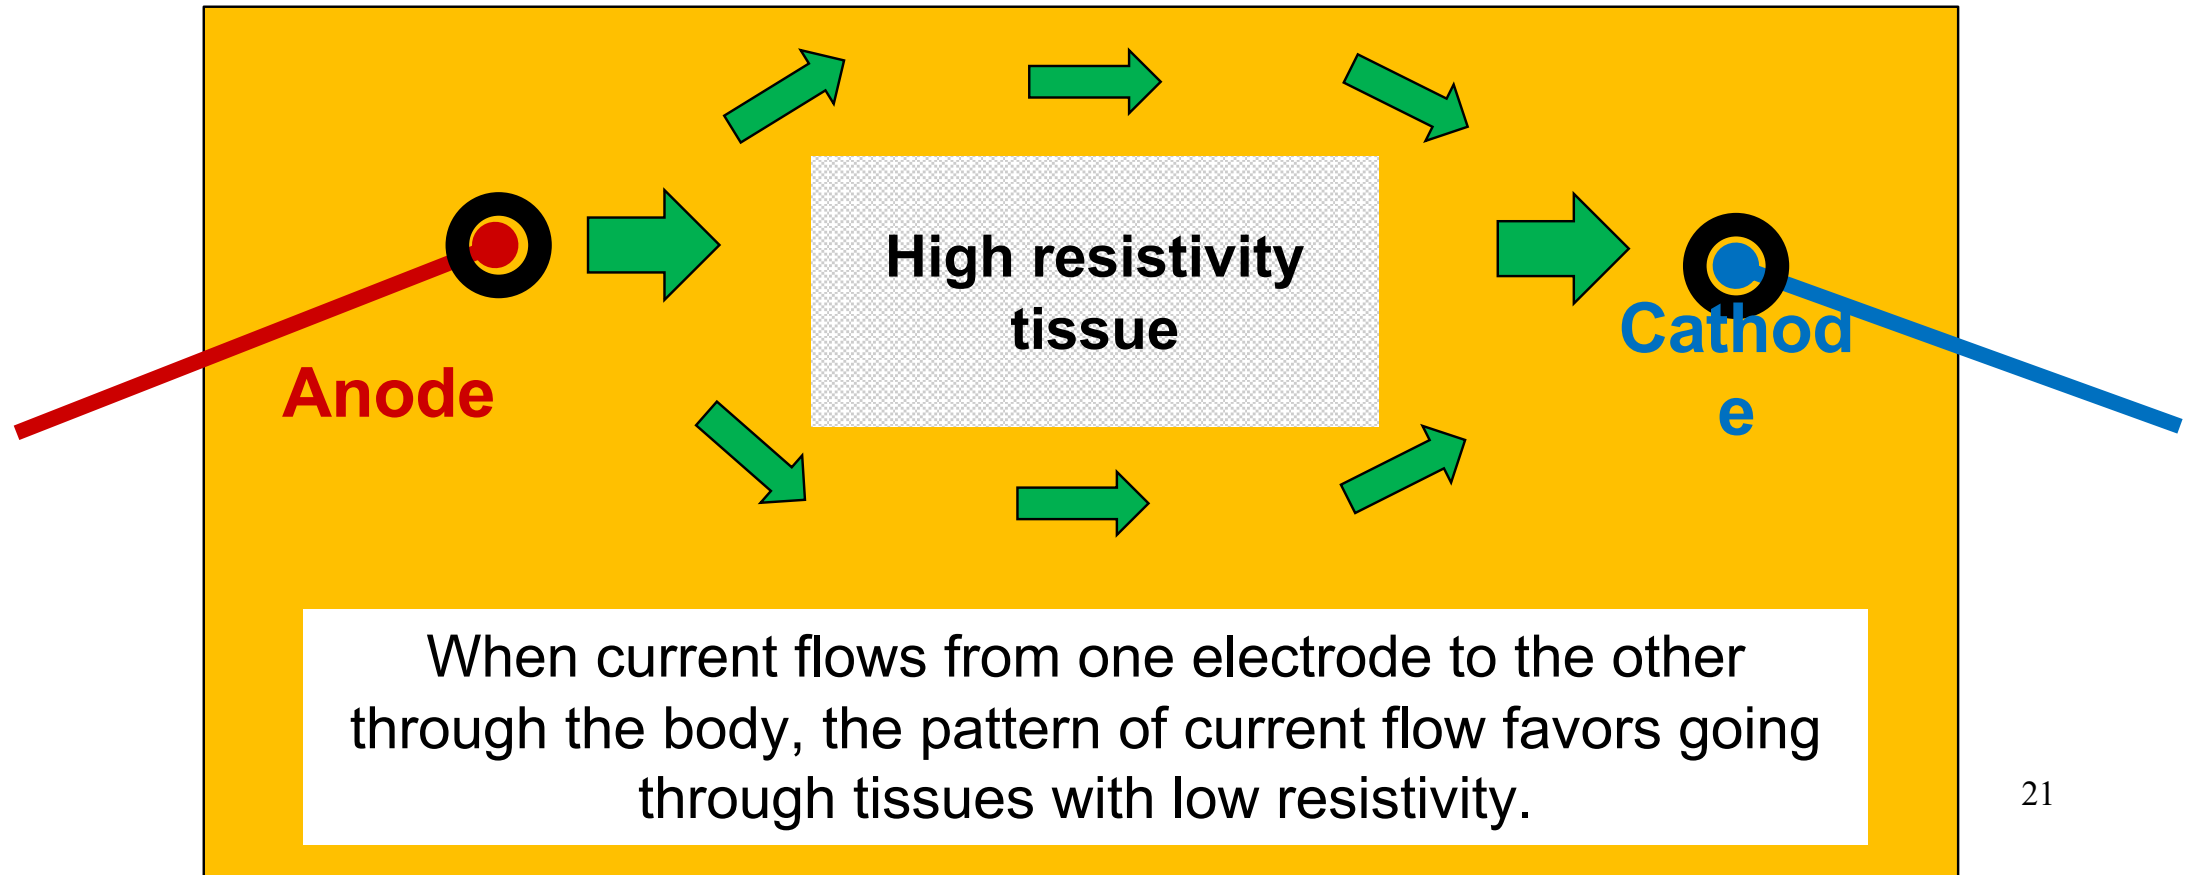 High resistivity
tissue
Anode
Cathod
e
When current flows from one electrode to the other
through the body, the pattern of current flow favors going
through tissues with low resistivity.
21